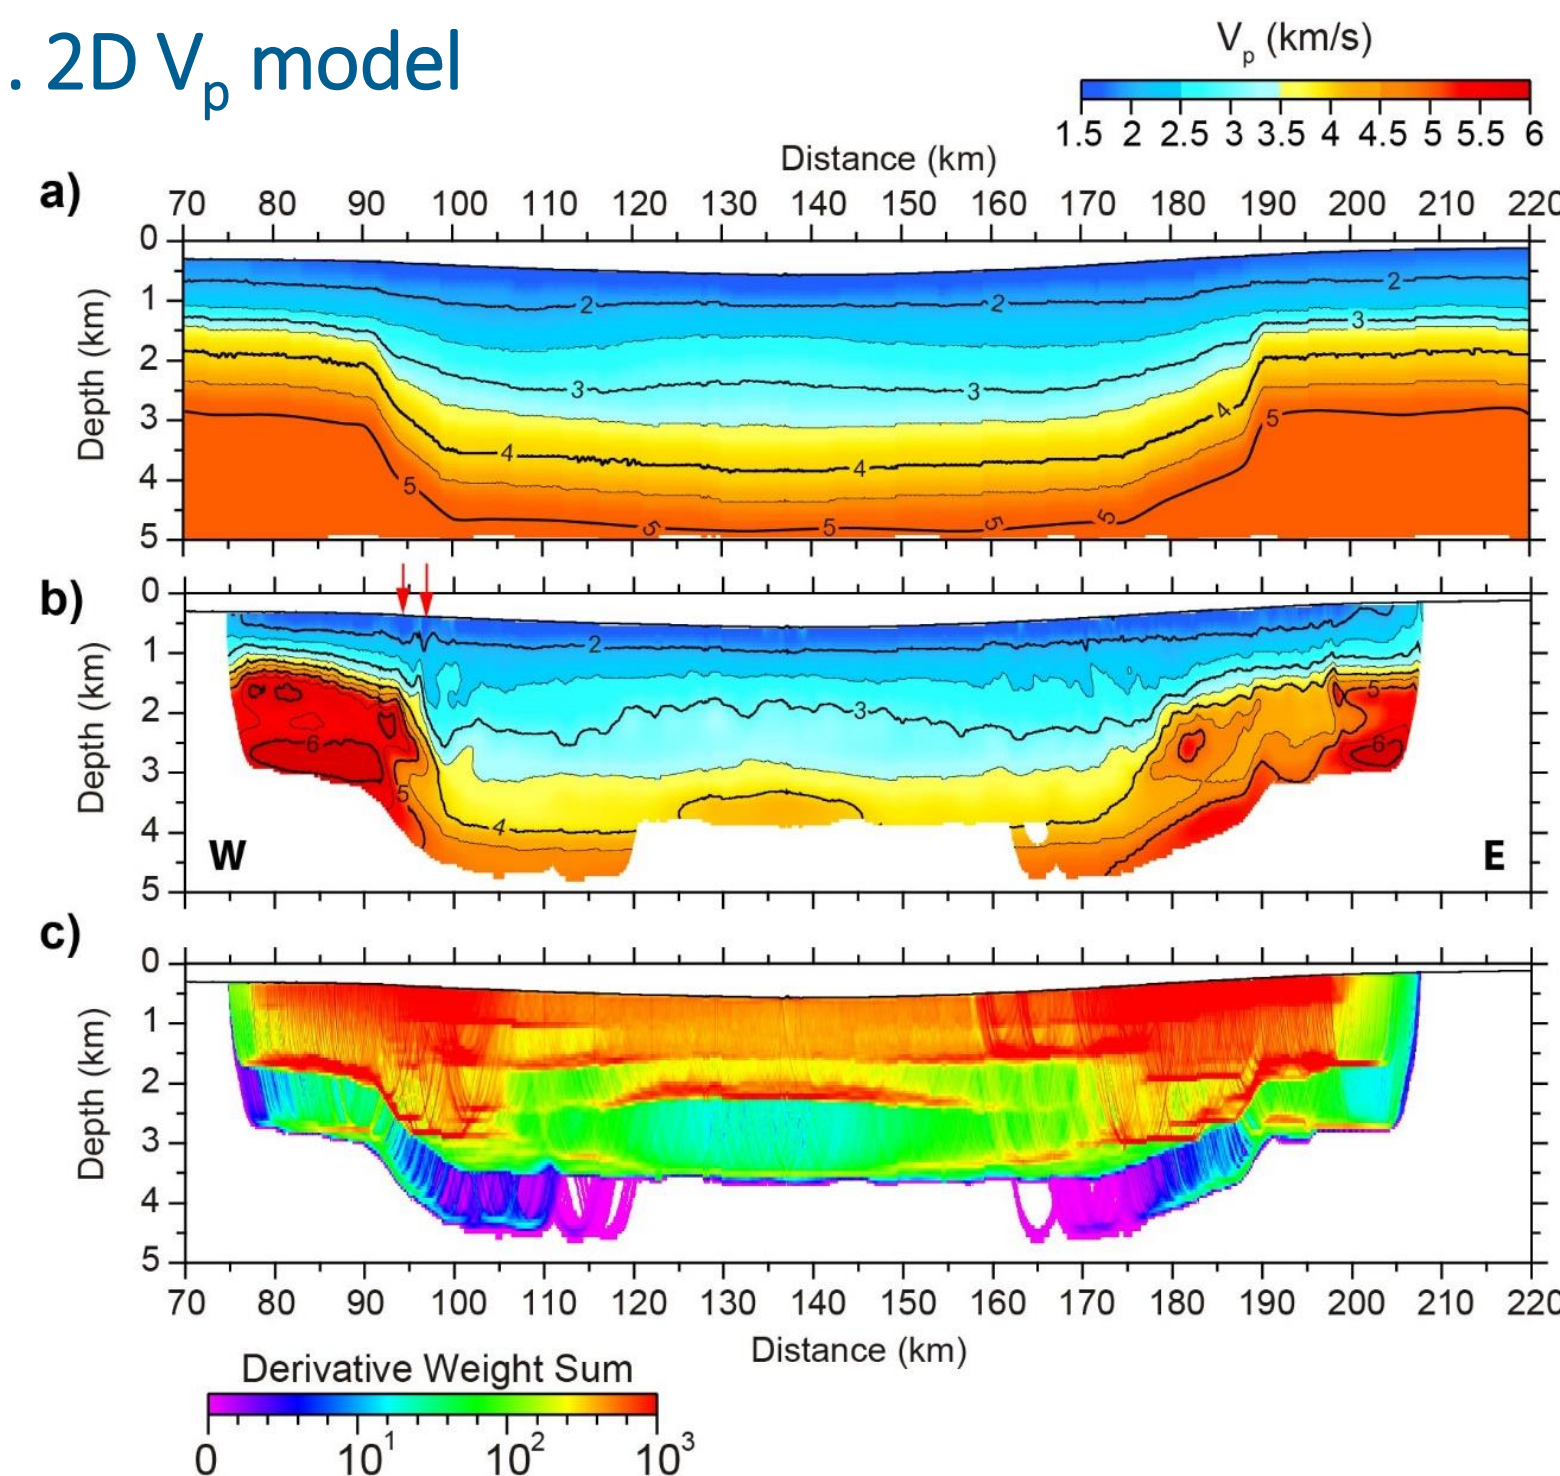 . 2D Vp model
Vp (km/s)
1.5 2 2.5 3 3.5 4 4.5 5 5.5 6
Distance (km)
a)
70 80 90 100 110 120 130 140 150 160 170 180 190 200 210 220
Depth (km)
0
1
2
3
4
5
2 2 2
3 3 3
4 4 4
5 5 5 5 5 5
b)
Depth (km)
0
1
2
3
4
5
2
3
5
6 6
5
4
W E
c)
Depth (km)
0
1
2
3
4
5
70 80 90 100 110 120 130 140 150 160 170 180 190 200 210 220
Distance (km)
Derivative Weight Sum
0 10¹ 10² 10³